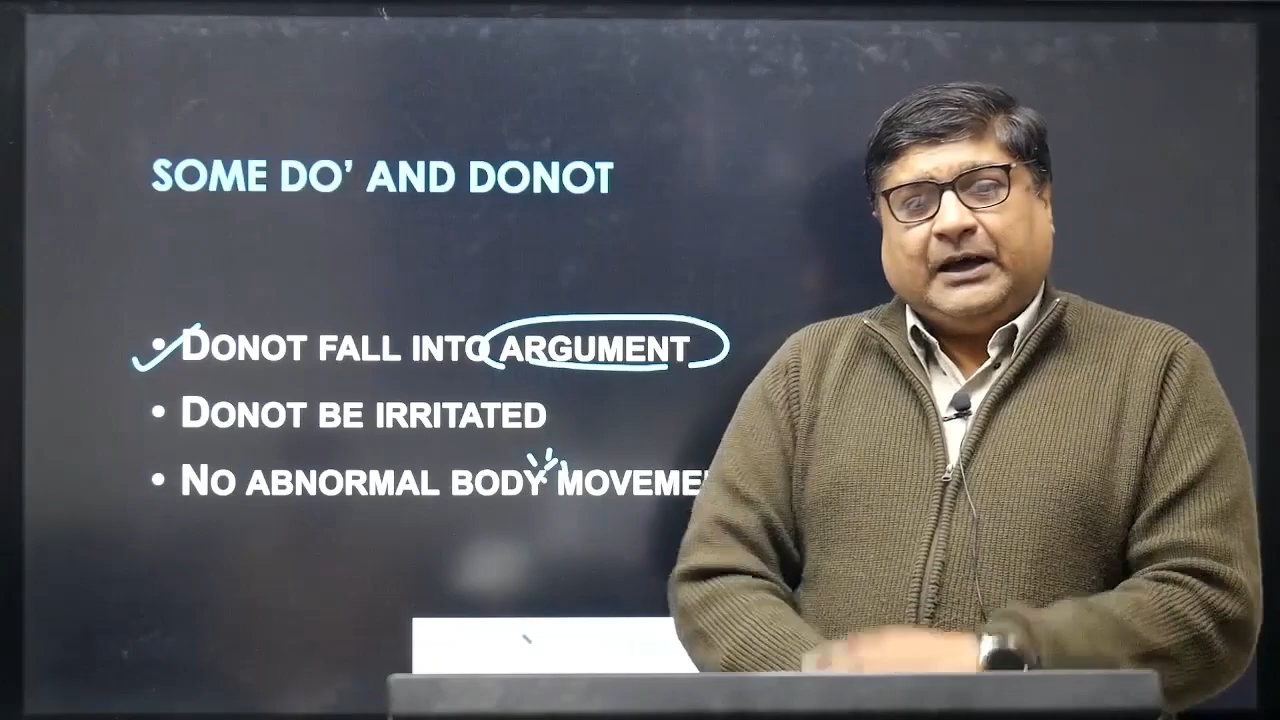 SOME DO' AND DONOT
• DONOT FALL INTO ARGUMENT
• DONOT BE IRRITATED
• NO ABNORMAL BODY